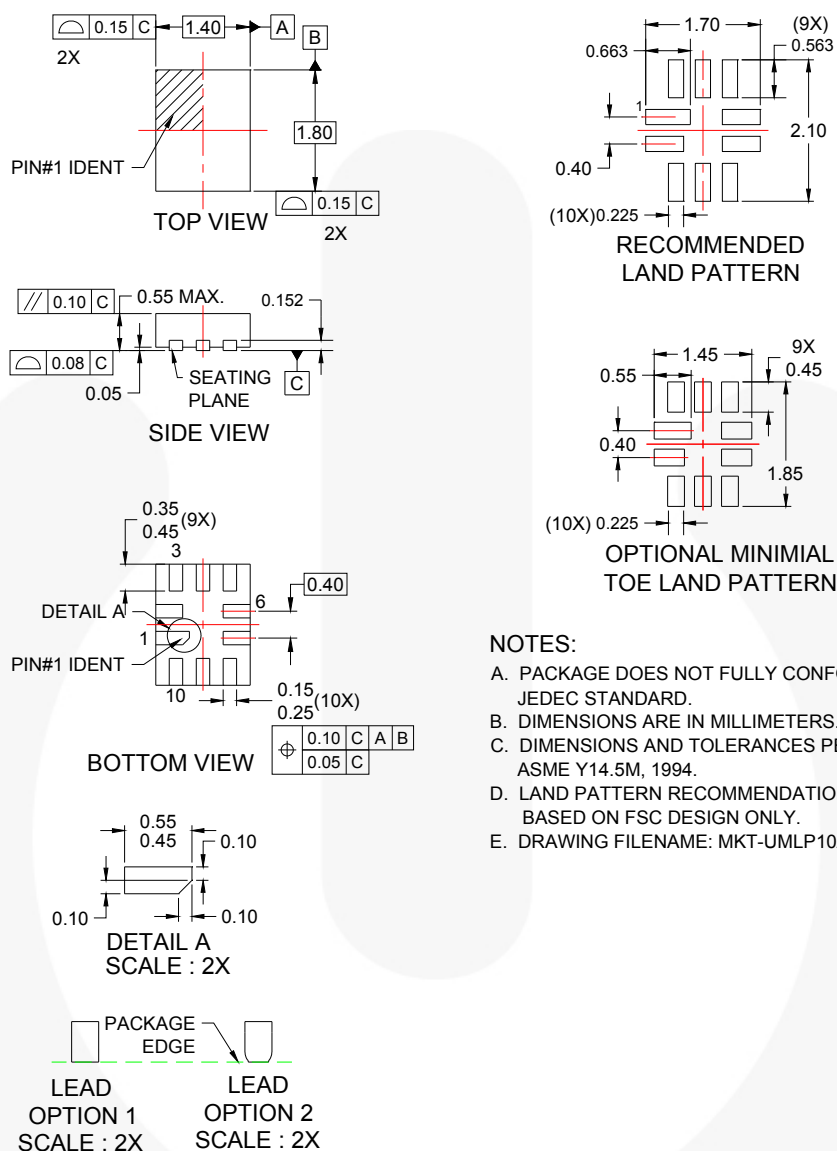 0.15 C
1.40
A
B
2X
1.80
PIN#1 IDENT
0.15 C
TOP VIEW
2X
1.70
(9X)
0.563
0.663
1
2.10
0.40
(10X)0.225
RECOMMENDED
LAND PATTERN
// 0.10 C
0.55 MAX.
0.152
0.08 C
0.05
SEATING
PLANE
C
SIDE VIEW
1.45
9X
0.45
0.55
0.40
1.85
(10X) 0.225
OPTIONAL MINIMIAL
TOE LAND PATTERN
0.35
0.45
(9X)
3
0.40
DETAIL A
6
1
PIN#1 IDENT
10
0.15
0.25
(10X)
0.10 C A B
0.05 C
BOTTOM VIEW
NOTES:
A. PACKAGE DOES NOT FULLY CONFO
JEDEC STANDARD.
B. DIMENSIONS ARE IN MILLIMETERS.
C. DIMENSIONS AND TOLERANCES PE
ASME Y14.5M, 1994.
D. LAND PATTERN RECOMMENDATIO
BASED ON FSC DESIGN ONLY.
E. DRAWING FILENAME: MKT-UMLP10
0.55
0.45
0.10
0.10
0.10
DETAIL A
SCALE : 2X
PACKAGE
EDGE
LEAD
OPTION 1
SCALE : 2X
LEAD
OPTION 2
SCALE : 2X